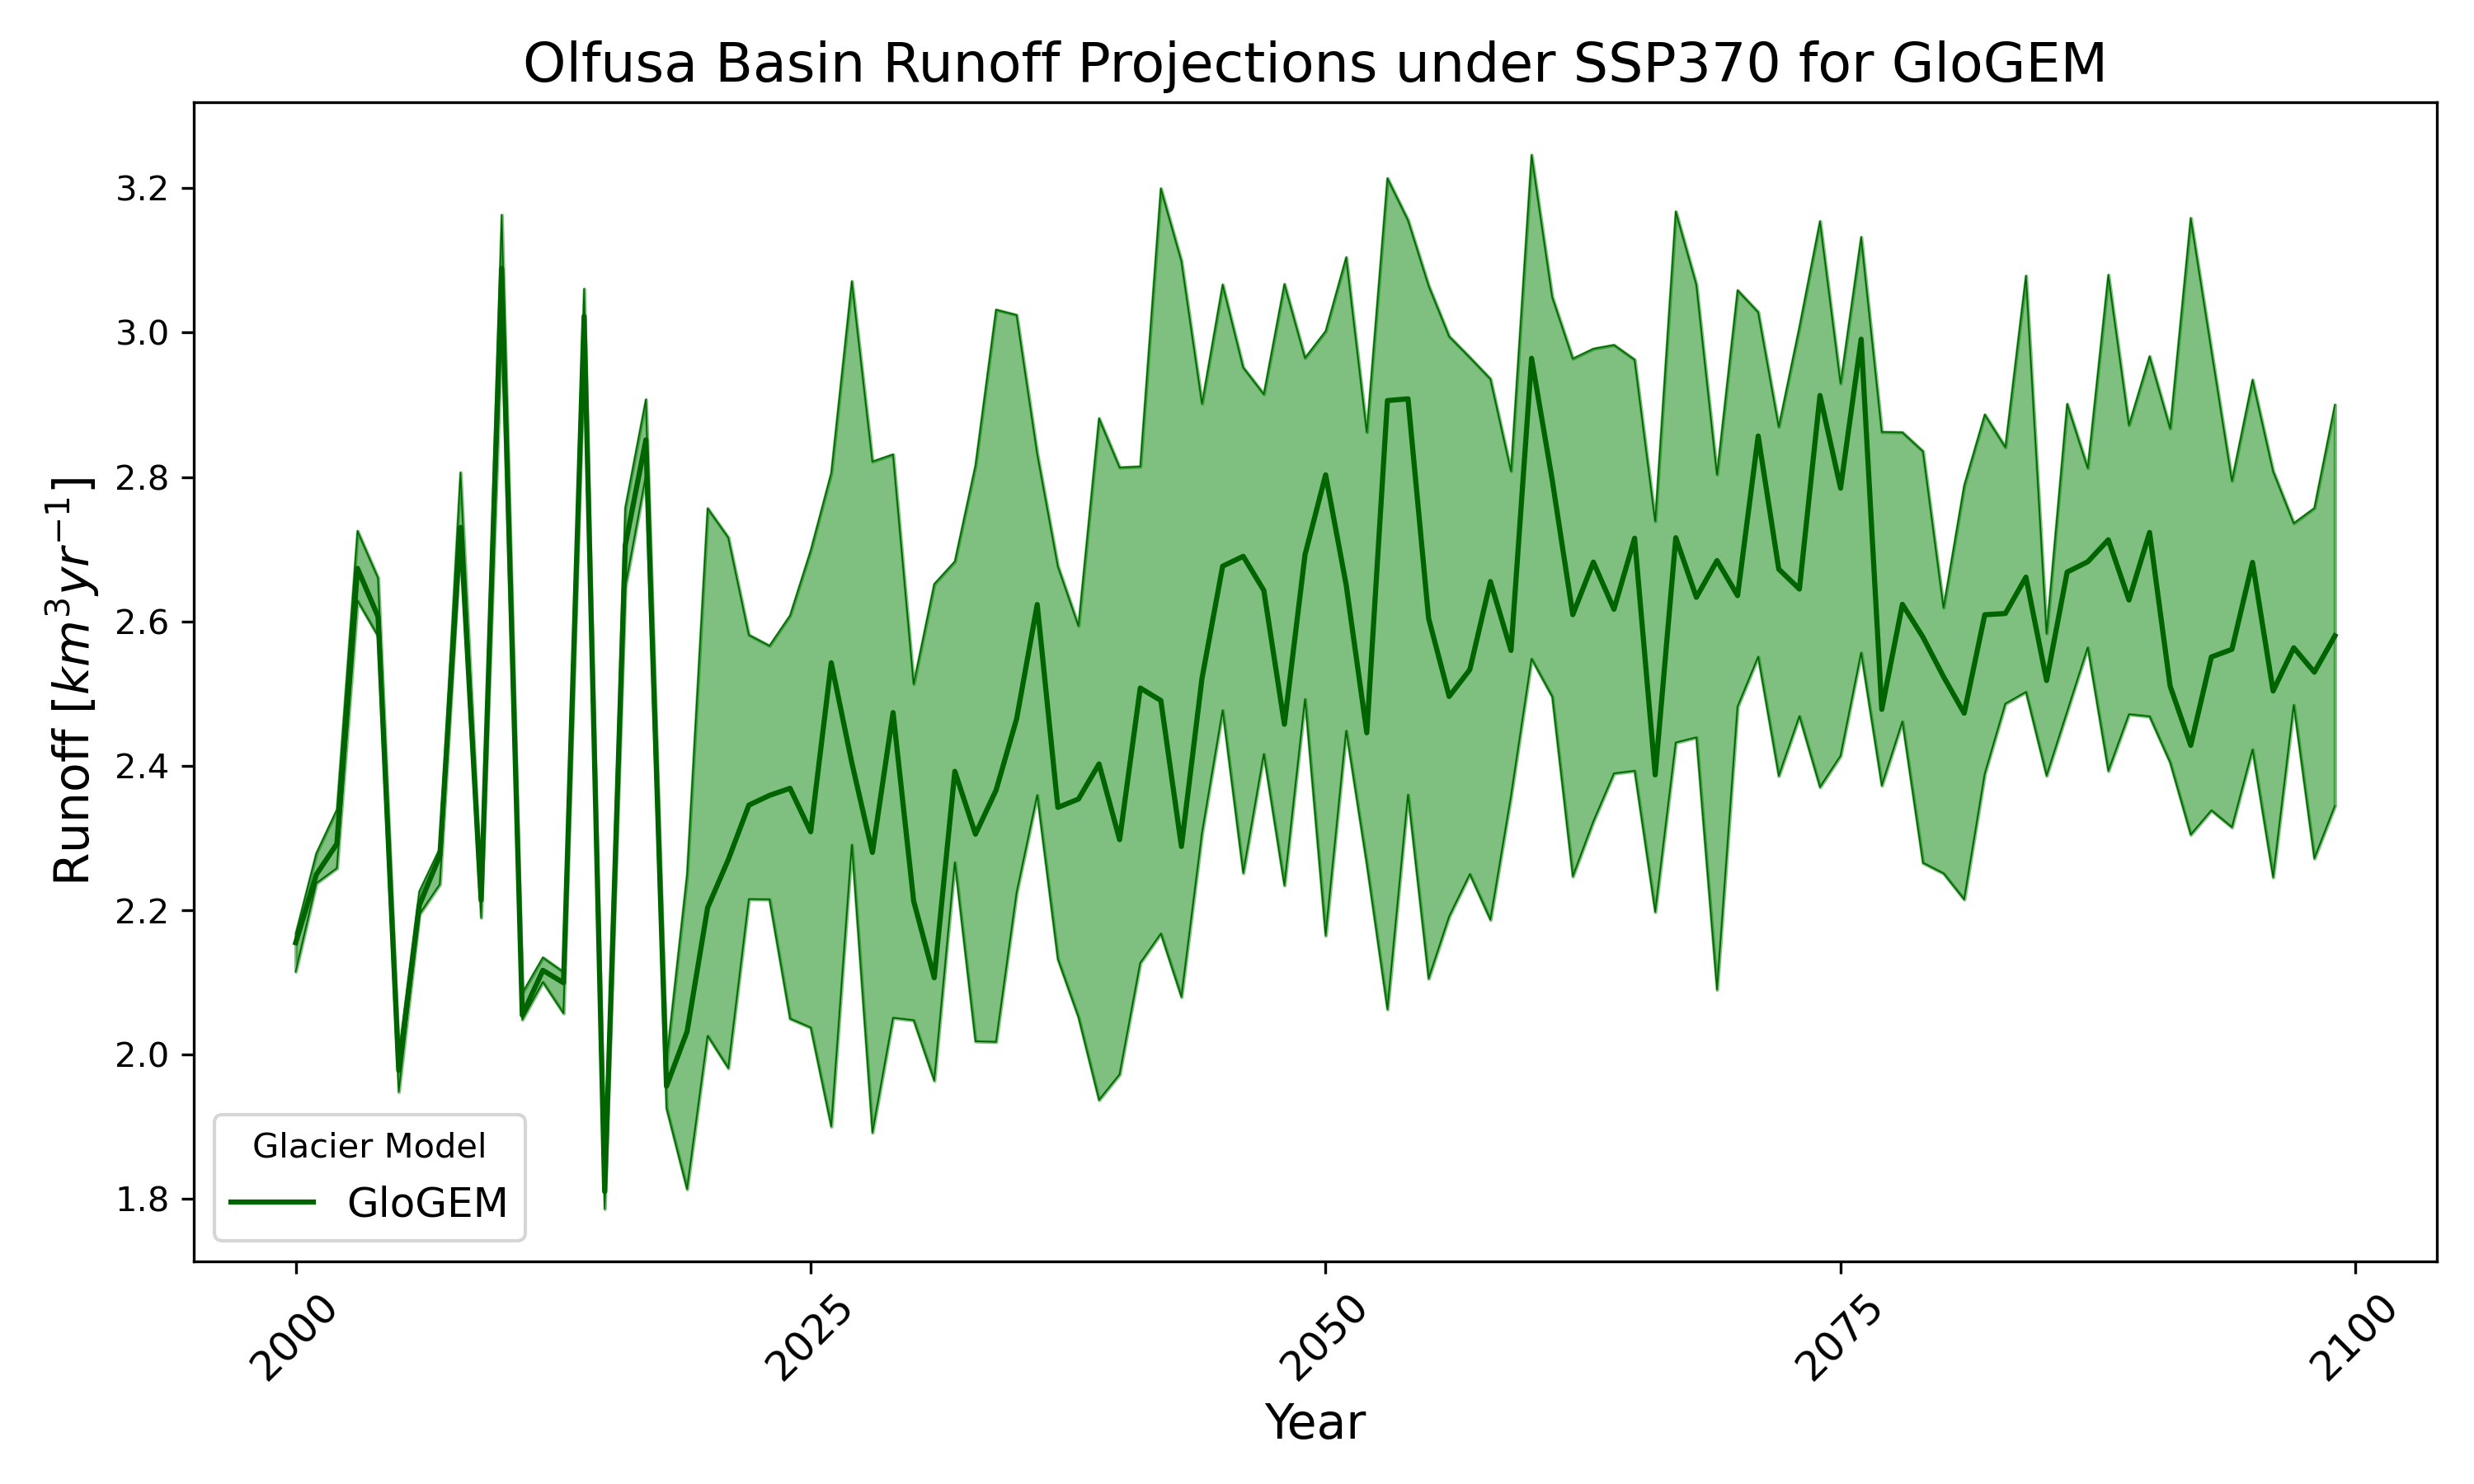 Olfusa Basin Runoff Projections under SSP370 for GloGEM
Runoff [km³yr⁻¹]
3.2
3.0
2.8
2.6
2.4
2.2
2.0
1.8
Glacier Model
GloGEM
2000 2025 2050 2075 2100
Year